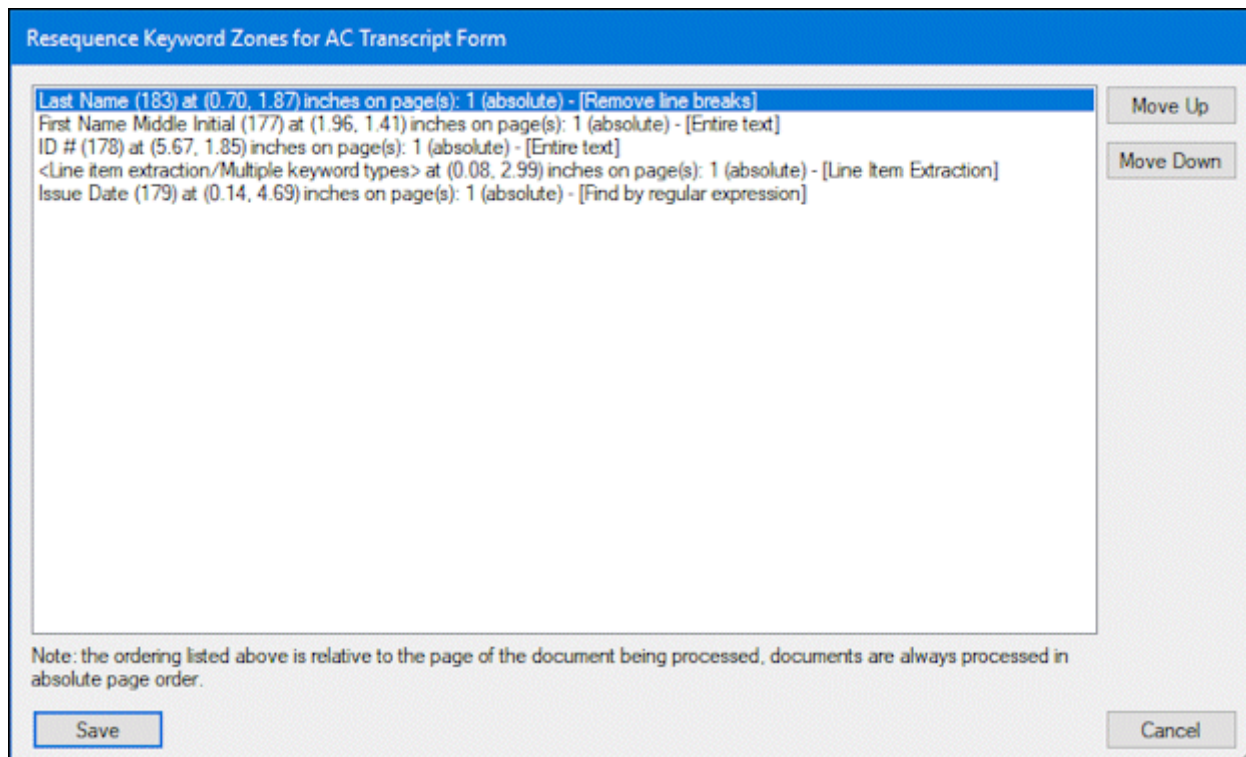 Resequence Keyword Zones for AC Transcript Form
Last Name (183) at (0.70, 1.87) inches on page(s): 1 (absolute) - [Remove line breaks]
First Name Middle Initial (177) at (1.96, 1.41) inches on page(s): 1 (absolute) - [Entire text]
ID # (178) at (5.67, 1.85) inches on page(s): 1 (absolute) - [Entire text]
<Line item extraction/Multiple keyword types> at (0.08, 2.99) inches on page(s): 1 (absolute) - [Line Item Extraction]
Issue Date (179) at (0.14, 4.69) inches on page(s): 1 (absolute) - [Find by regular expression]
Move Up
Move Down
Note: the ordering listed above is relative to the page of the document being processed, documents are always processed in
absolute page order.
Save
Cancel